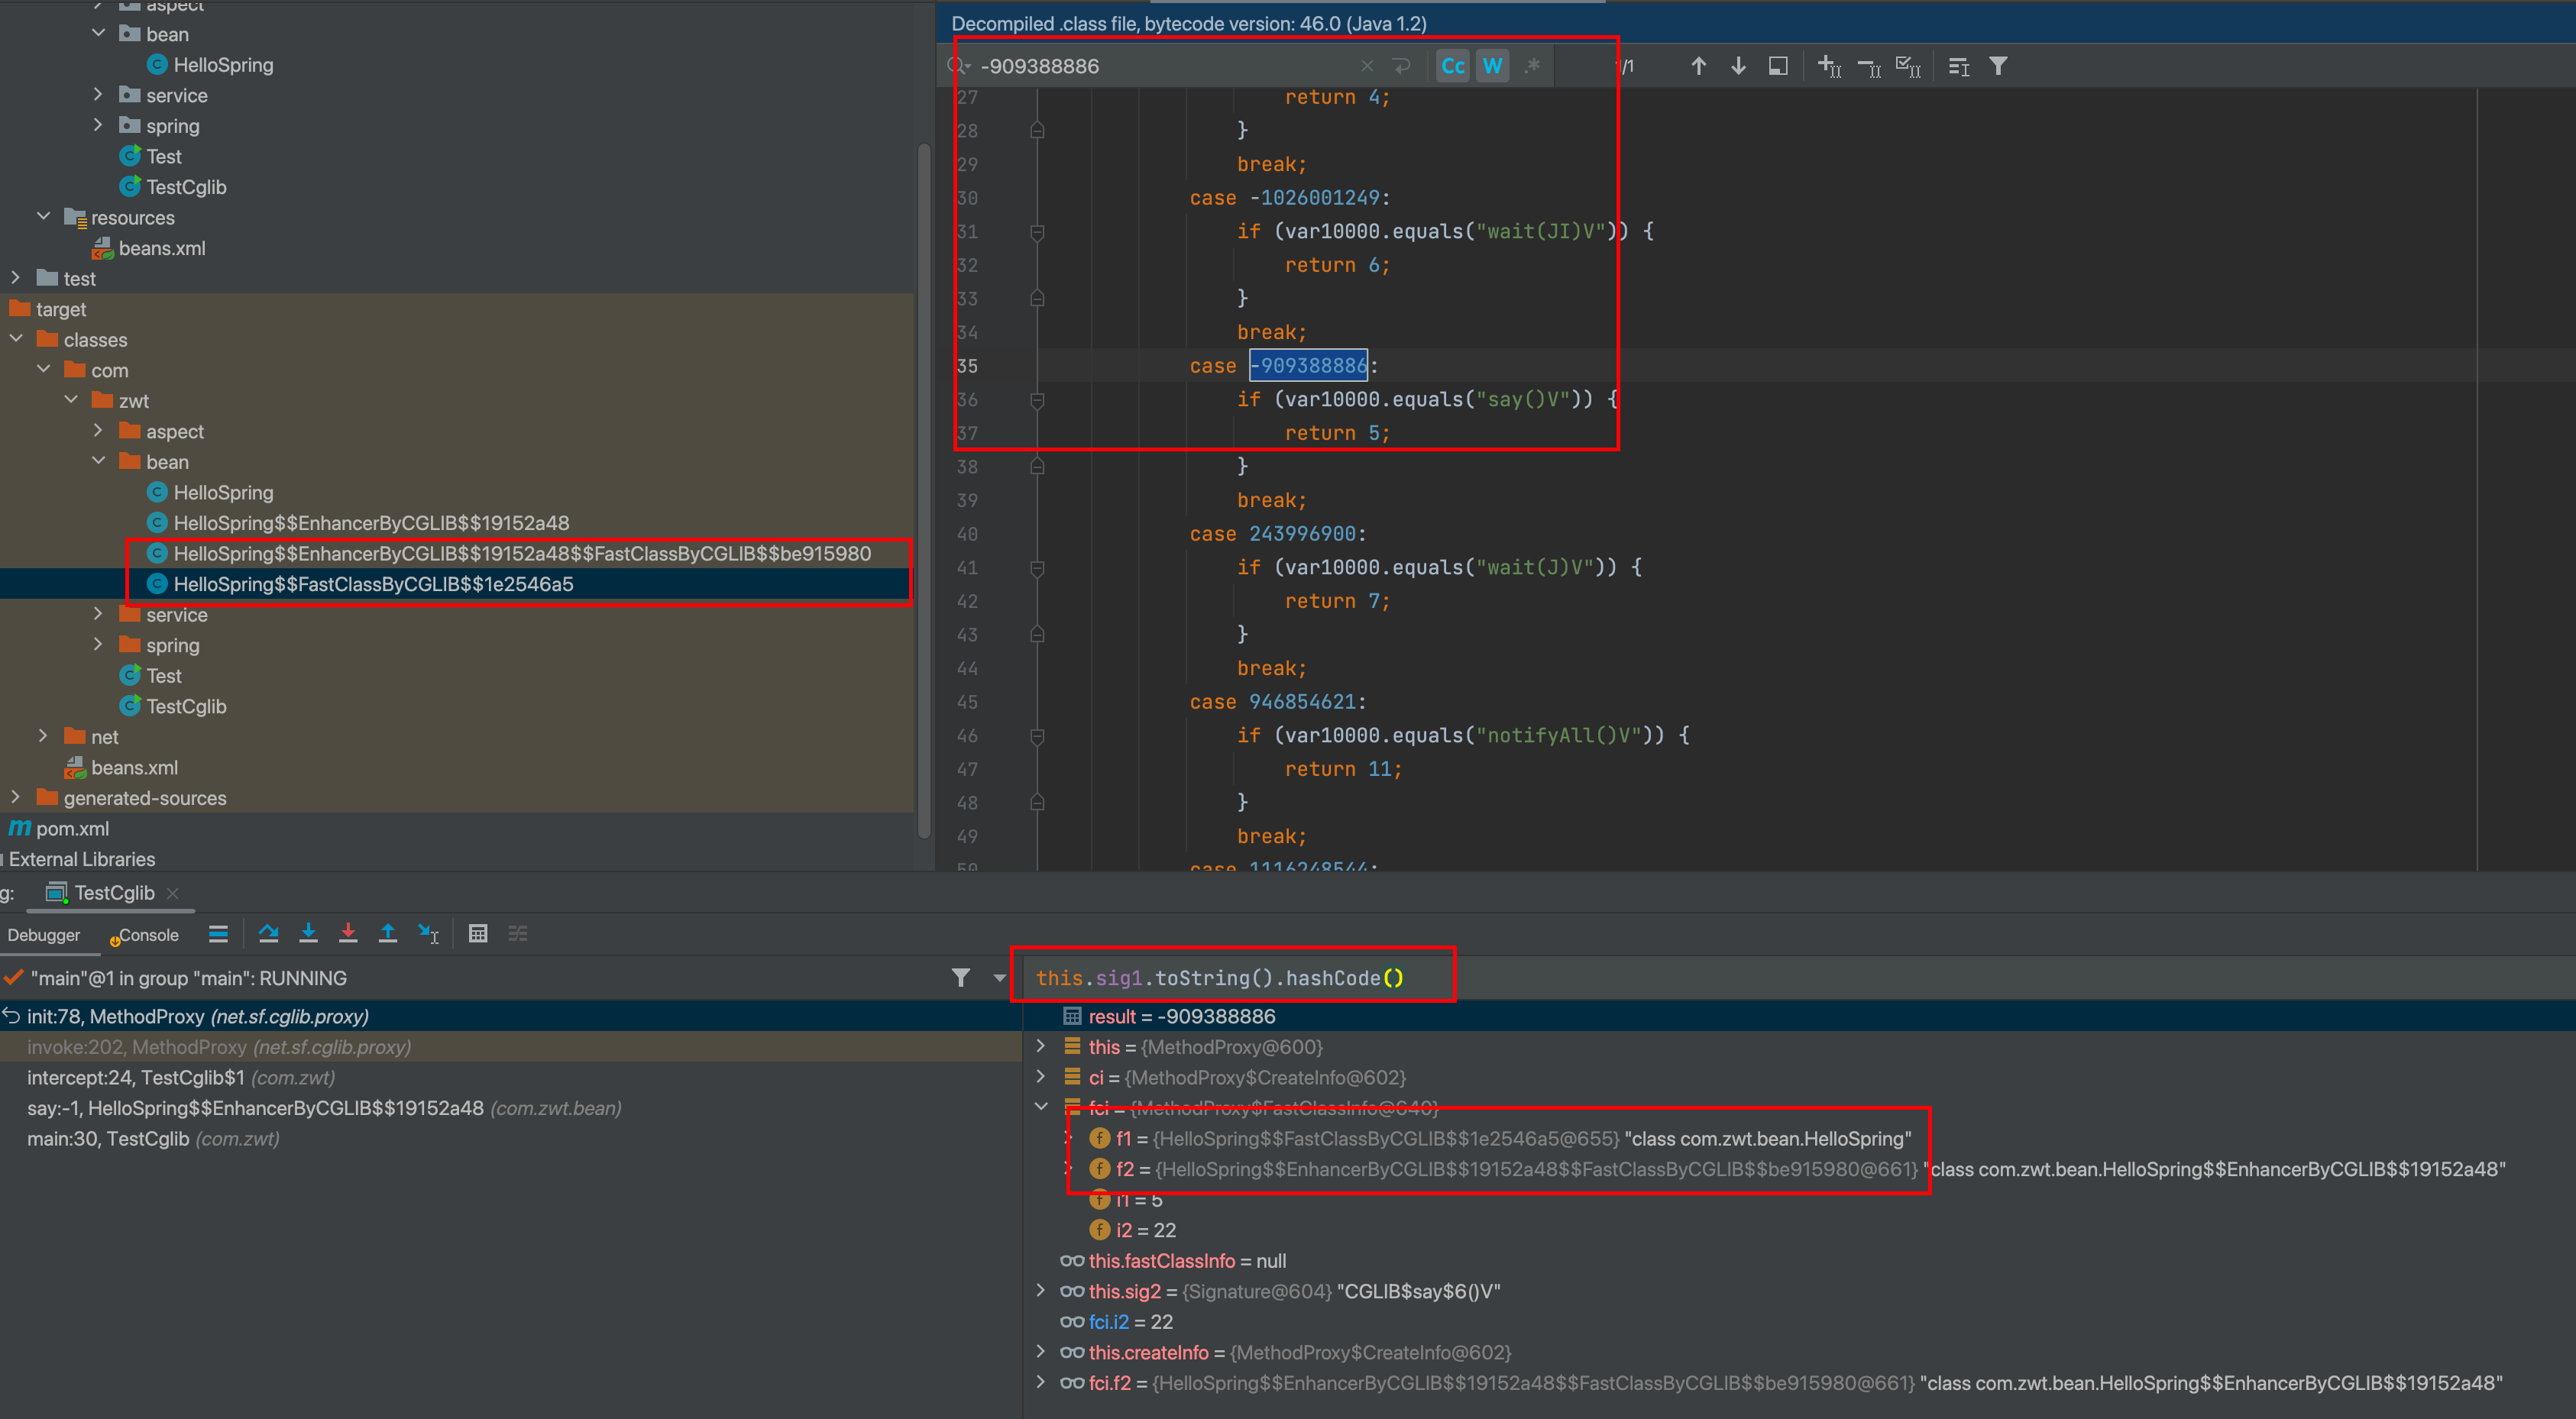 aspect
bean
HelloSpring
service
spring
Test
TestCglib
resources
beans.xml
test
target
classes
com
zwt
aspect
bean
HelloSpring
HelloSpring$$EnhancerByCGLIB$$19152a48
HelloSpring$$EnhancerByCGLIB$$19152a48$$FastClassByCGLIB$$be915980
HelloSpring$$FastClassByCGLIB$$1e2546a5
service
spring
Test
TestCglib
net
beans.xml
generated-sources
pom.xml
External Libraries
Decompiled .class file, bytecode version: 46.0 (Java 1.2)
-909388886 Cc W .* 1/1
27 return 4;
28 }
29 break;
30 case -1026001249:
31 if (var10000.equals("wait(JI)V")) {
32 return 6;
33 }
34 break;
35 case -909388886:
36 if (var10000.equals("say()V")) {
37 return 5;
38 }
39 break;
40 case 243996900:
41 if (var10000.equals("wait(J)V")) {
42 return 7;
43 }
44 break;
45 case 946854621:
46 if (var10000.equals("notifyAll()V")) {
47 return 11;
48 }
49 break;
50 case 1116248544:
g: TestCglib
Debugger Console
"main"@1 in group "main": RUNNING
init:78, MethodProxy (net.sf.cglib.proxy)
invoke:202, MethodProxy (net.sf.cglib.proxy)
intercept:24, TestCglib$1 (com.zwt)
say:-1, HelloSpring$$EnhancerByCGLIB$$19152a48 (com.zwt.bean)
main:30, TestCglib (com.zwt)
this.sig1.toString().hashCode()
result = -909388886
this = {MethodProxy@600}
ci = {MethodProxy$CreateInfo@602}
fci = {MethodProxy$FastClassInfo@640}
f1 = {HelloSpring$$FastClassByCGLIB$$1e2546a5@655} "class com.zwt.bean.HelloSpring"
f2 = {HelloSpring$$EnhancerByCGLIB$$19152a48$$FastClassByCGLIB$$be915980@661} "class com.zwt.bean.HelloSpring$$EnhancerByCGLIB$$19152a48"
i1 = 5
i2 = 22
this.fastClassInfo = null
this.sig2 = {Signature@604} "CGLIB$say$6()V"
fci.i2 = 22
this.createInfo = {MethodProxy$CreateInfo@602}
fci.f2 = {HelloSpring$$EnhancerByCGLIB$$19152a48$$FastClassByCGLIB$$be915980@661} "class com.zwt.bean.HelloSpring$$EnhancerByCGLIB$$19152a48"